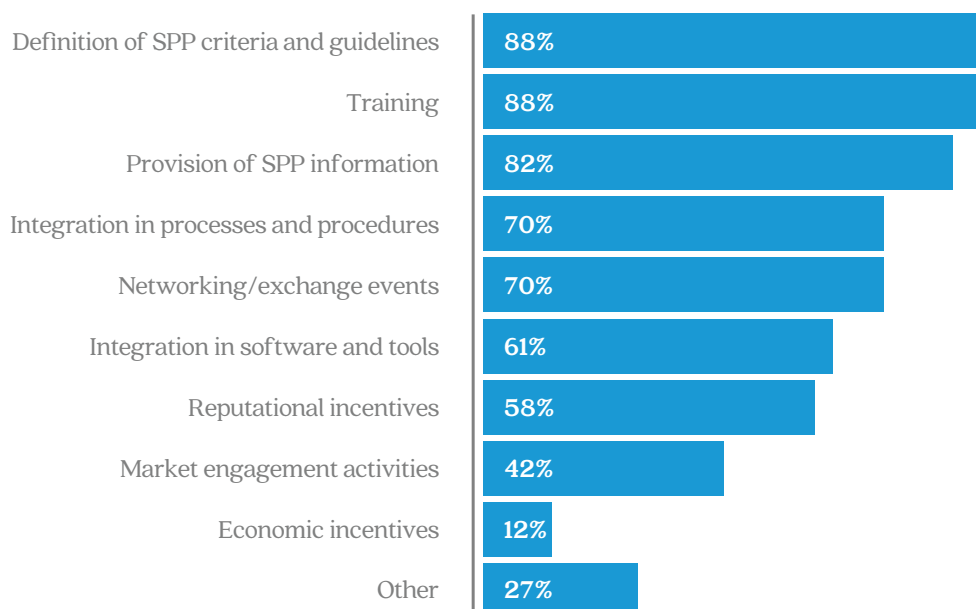 Definition of SPP criteria and guidelines 88%
Training 88%
Provision of SPP information 82%
Integration in processes and procedures 70%
Networking/exchange events 70%
Integration in software and tools 61%
Reputational incentives 58%
Market engagement activities 42%
Economic incentives 12%
Other 27%